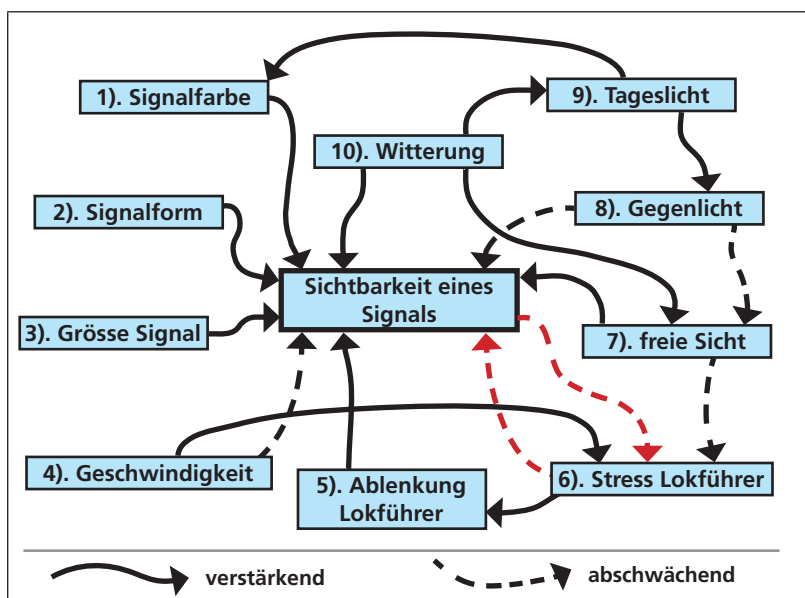 1). Signalfarbe
9). Tageslicht
10). Witterung
2). Signalform
8). Gegenlicht
Sichtbarkeit eines
Signals
3). Grösse Signal
7). freie Sicht
4). Geschwindigkeit
5). Ablenkung
Lokführer
6). Stress Lokführer
verstärkend
abschwächend